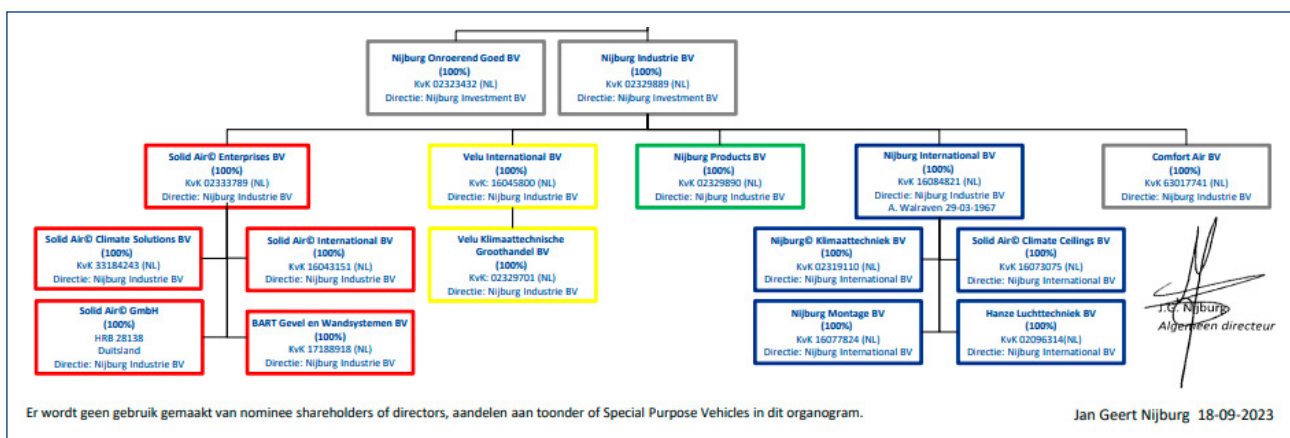 Nijburg Onroerend Goed BV
(100%)
KvK 02323432 (NL)
Directie: Nijburg Investment BV
Nijburg Industrie BV
(100%)
KvK 02329889 (NL)
Directie: Nijburg Investment BV
Solid Air© Enterprises BV
(100%)
KvK 02333789 (NL)
Directie: Nijburg Industrie BV
Velu International BV
(100%)
KvK: 16045800 (NL)
Directie: Nijburg Industrie BV
Nijburg Products BV
(100%)
KvK 02329890 (NL)
Directie: Nijburg Industrie BV
Nijburg International BV
(100%)
KvK 16084821 (NL)
Directie: Nijburg Industrie BV
A. Walraven 29-03-1967
Comfort Air BV
(100%)
KvK 63017741 (NL)
Directie: Nijburg Industrie BV
Solid Air© Climate Solutions BV
(100%)
KvK 33184243 (NL)
Directie: Nijburg Industrie BV
Solid Air© International BV
(100%)
KvK 16043151 (NL)
Directie: Nijburg Industrie BV
Velu Klimaattechnische
Groothandel BV
(100%)
KvK: 02329701 (NL)
Directie: Nijburg Industrie BV
Nijburg© Klimaattechniek BV
(100%)
KvK 02319110 (NL)
Directie: Nijburg International BV
Solid Air© Climate Ceilings BV
(100%)
KvK 16073075 (NL)
Directie: Nijburg International BV
Solid Air© GmbH
(100%)
HRB 28138
Duitsland
Directie: Nijburg Industrie BV
BART Gevel en Wandsystemen BV
(100%)
KvK 17188918 (NL)
Directie: Nijburg Industrie BV
Nijburg Montage BV
(100%)
KvK 16077824 (NL)
Directie: Nijburg International BV
Hanze Luchttechniek BV
(100%)
KvK 02096314(NL)
Directie: Nijburg International BV
J.G. Nijburg
Algemeen directeur
Er wordt geen gebruik gemaakt van nominee shareholders of directors, aandelen aan toonder of Special Purpose Vehicles in dit organogram.
Jan Geert Nijburg 18-09-2023